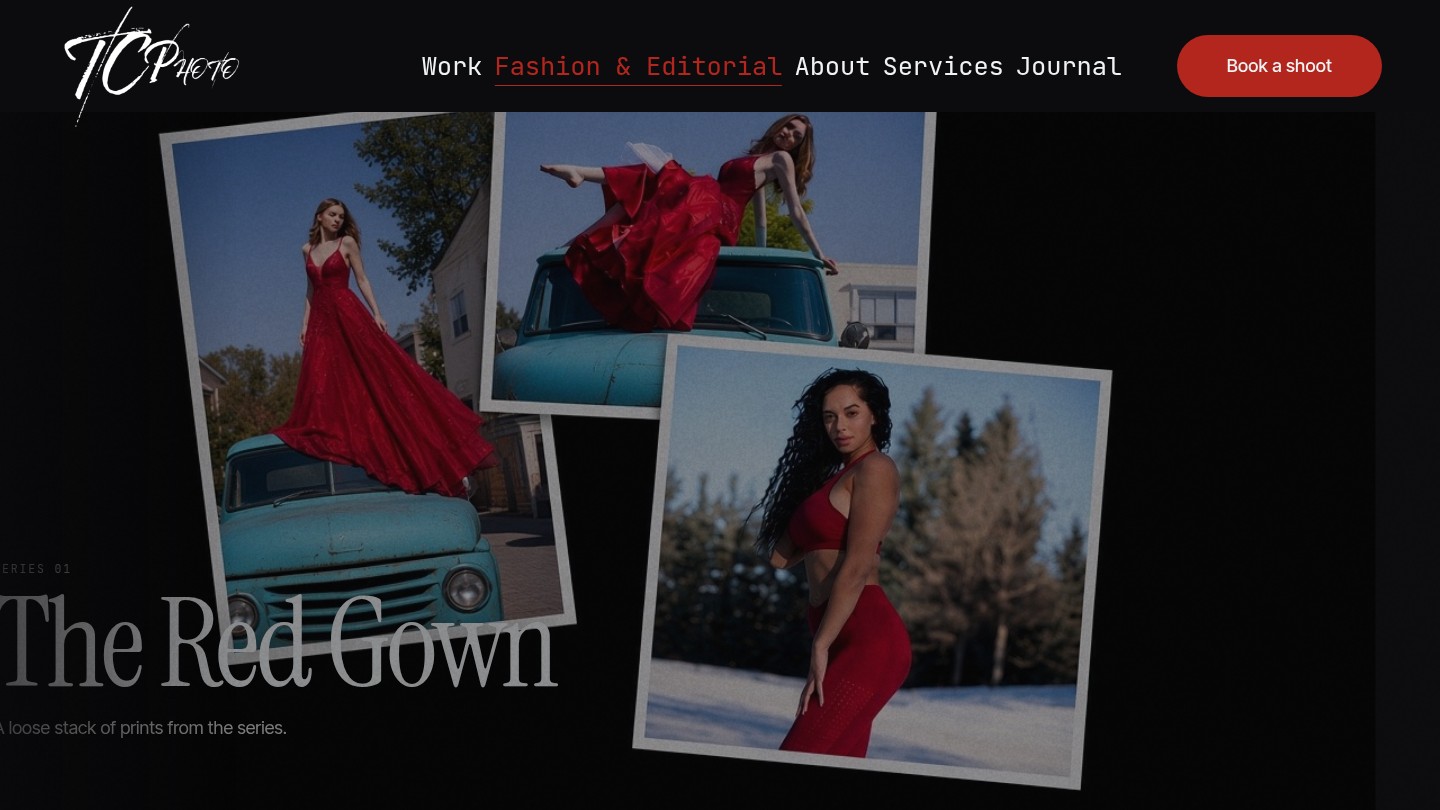 TCPHOTO
Work Fashion & Editorial About Services Journal
Book a shoot
ERIES 01
The Red Gown
A loose stack of prints from the series.